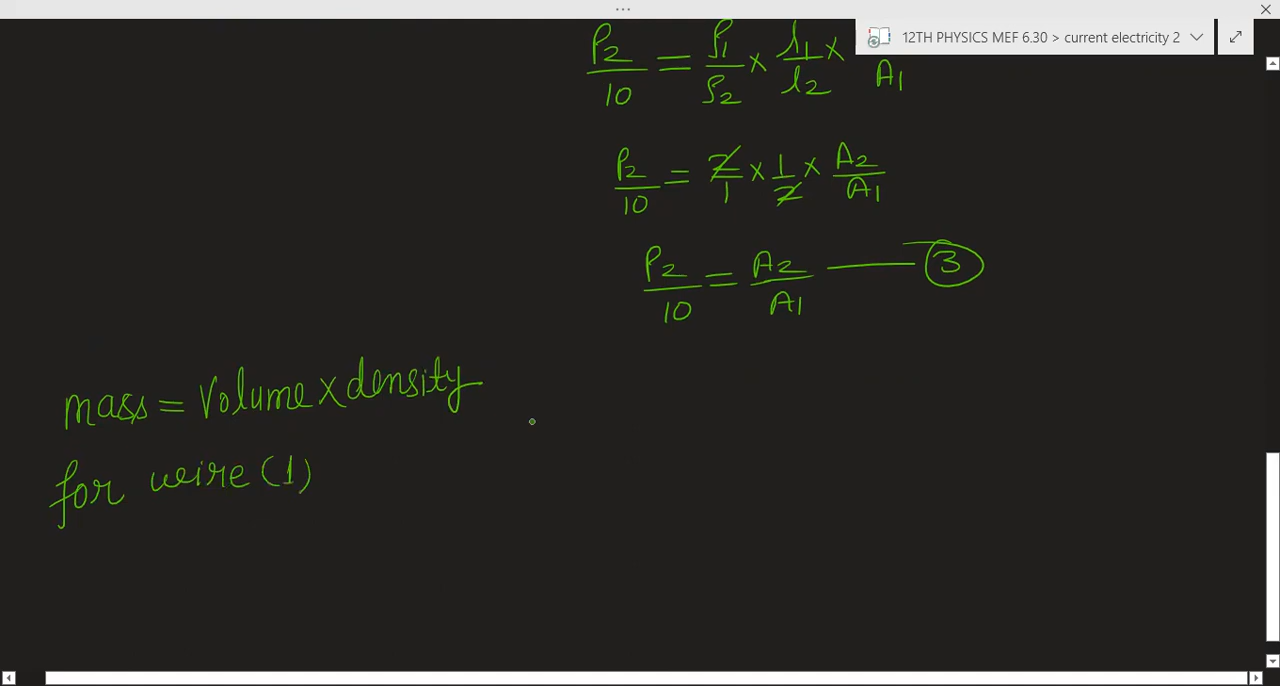 12TH PHYSICS MEF 6.30 > current electricity 2
P2/10 = ρ1/ρ2 × l1/l2 × /A1
P2/10 = 2/1 × 1/2 × A2/A1
P2/10 = A2/A1 — 3
mass = Volume × density
for wire (1)